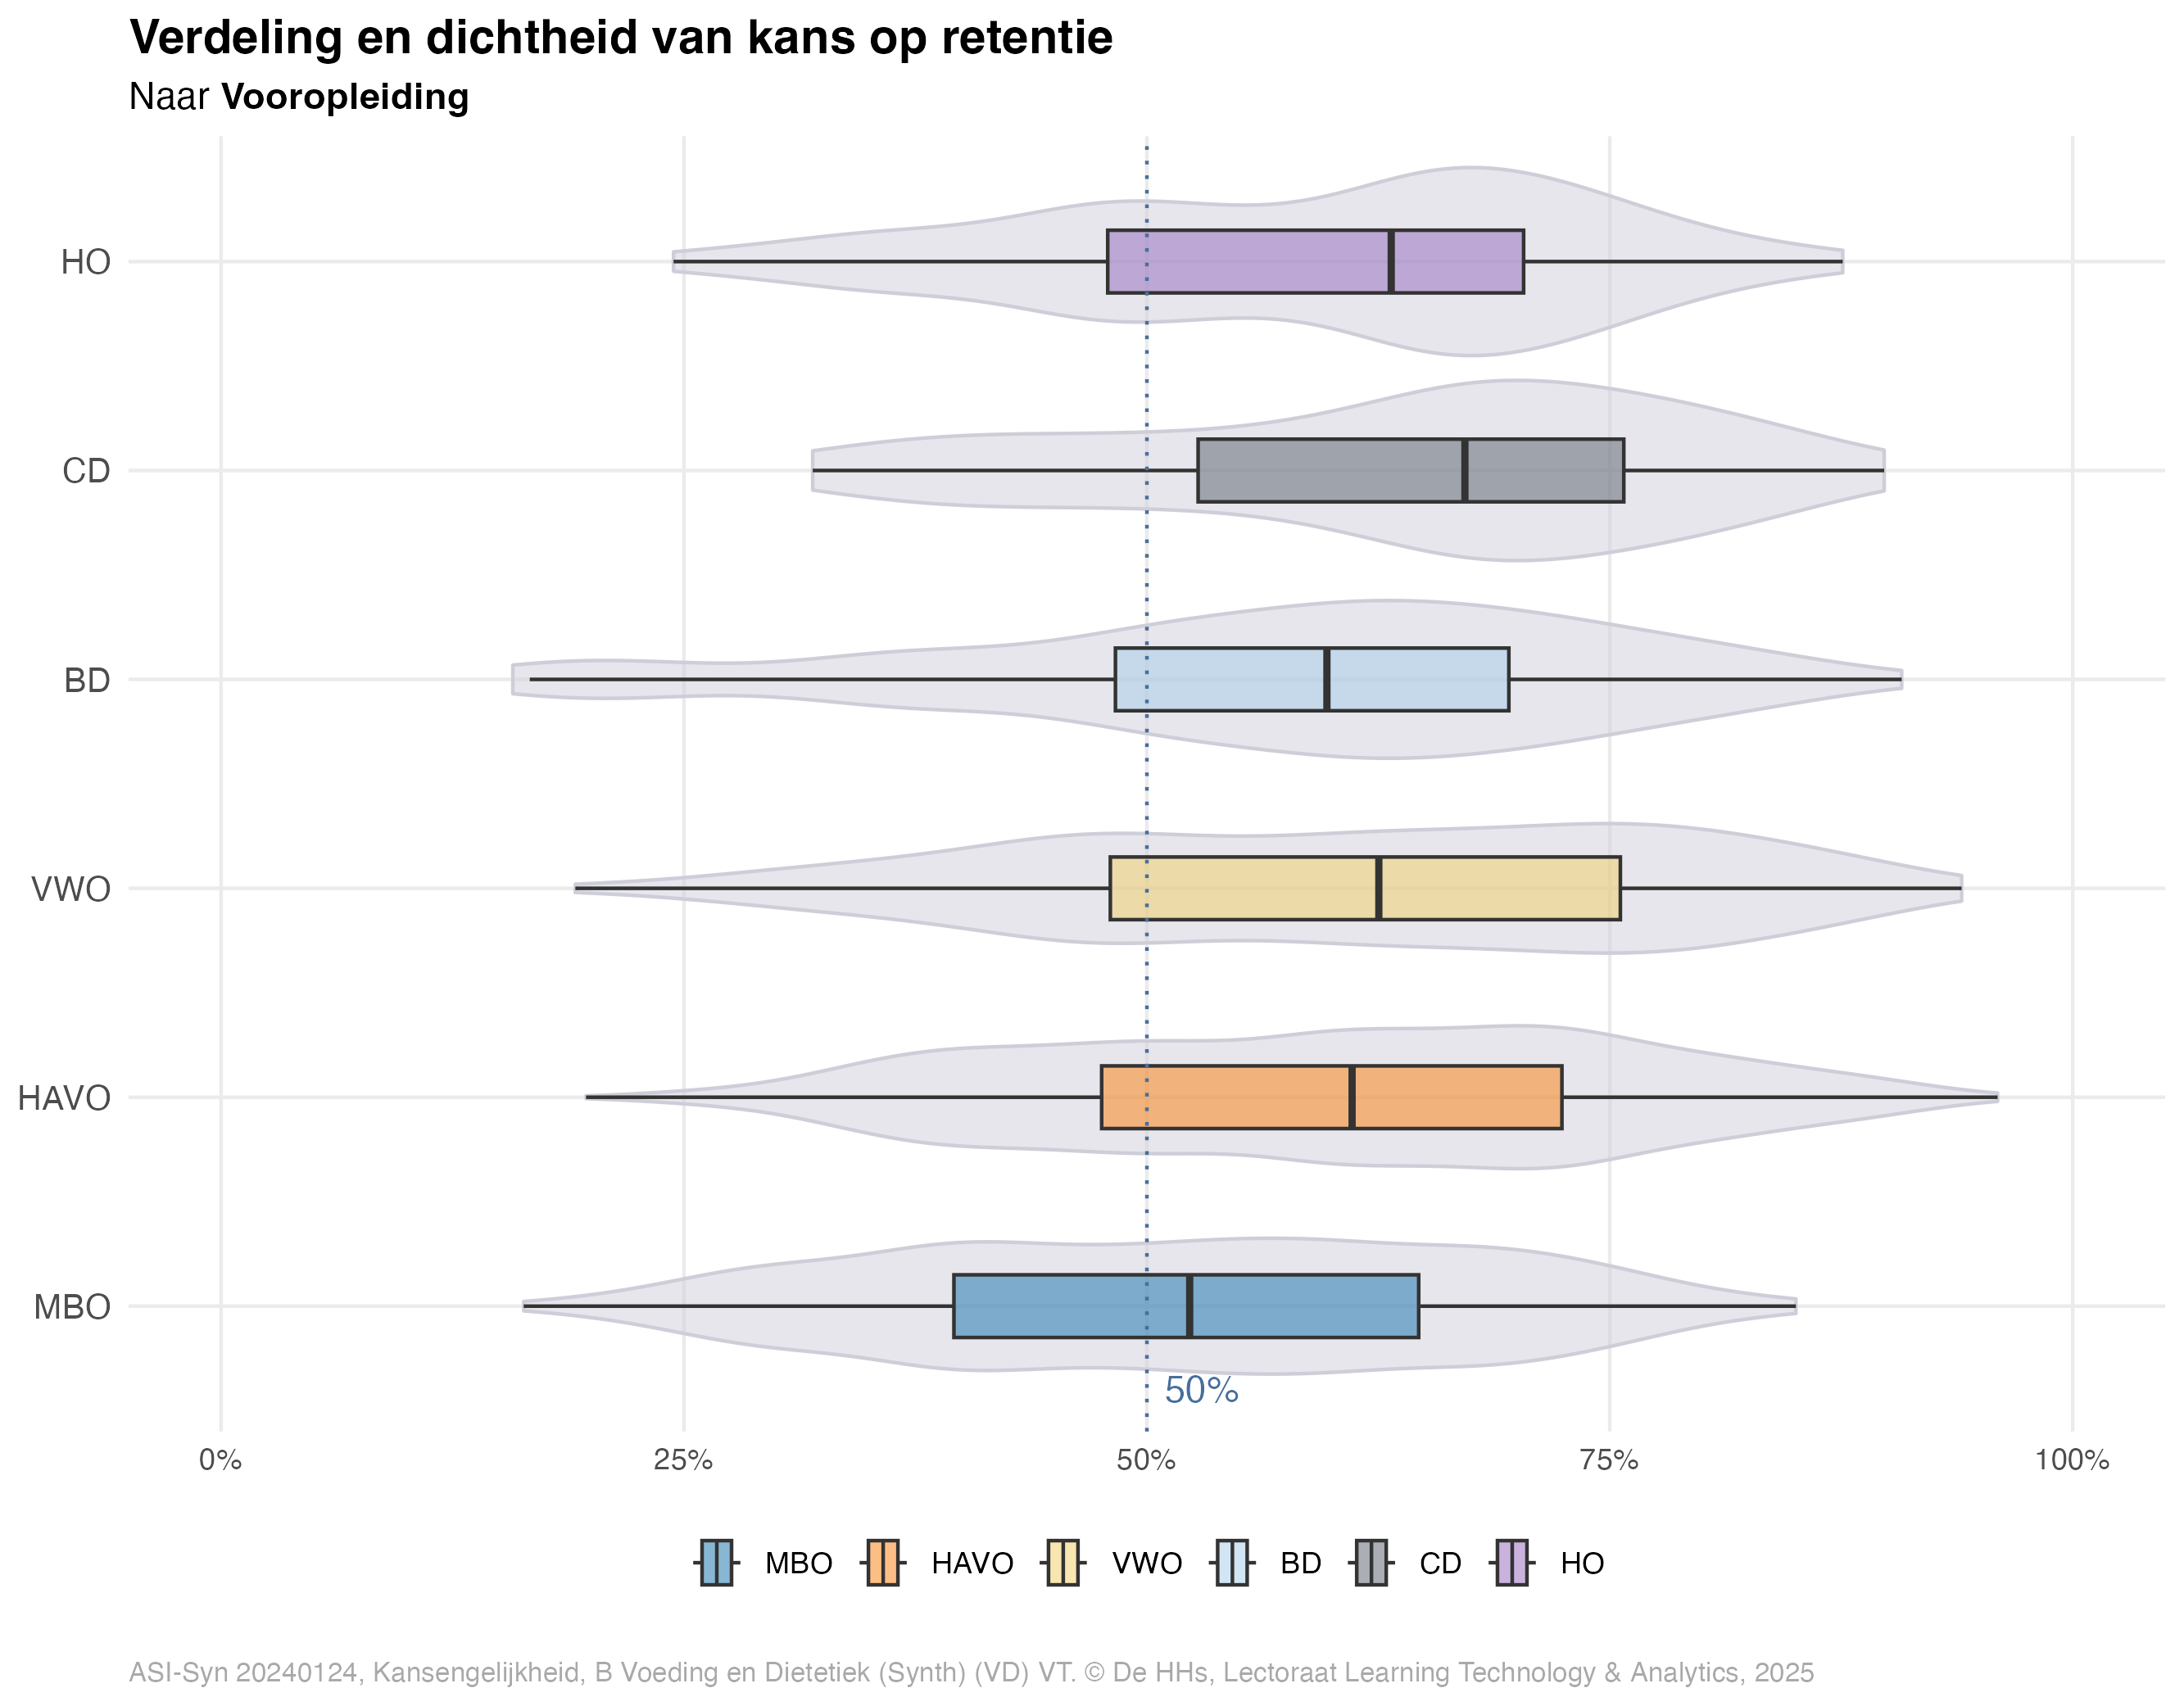 Verdeling en dichtheid van kans op retentie
Naar Vooropleiding
HO
CD
BD
VWO
HAVO
MBO
50%
0% 25% 50% 75% 100%
MBO HAVO VWO BD CD HO
ASI-Syn 20240124, Kansengelijkheid, B Voeding en Dietetiek (Synth) (VD) VT. © De HHs, Lectoraat Learning Technology & Analytics, 2025